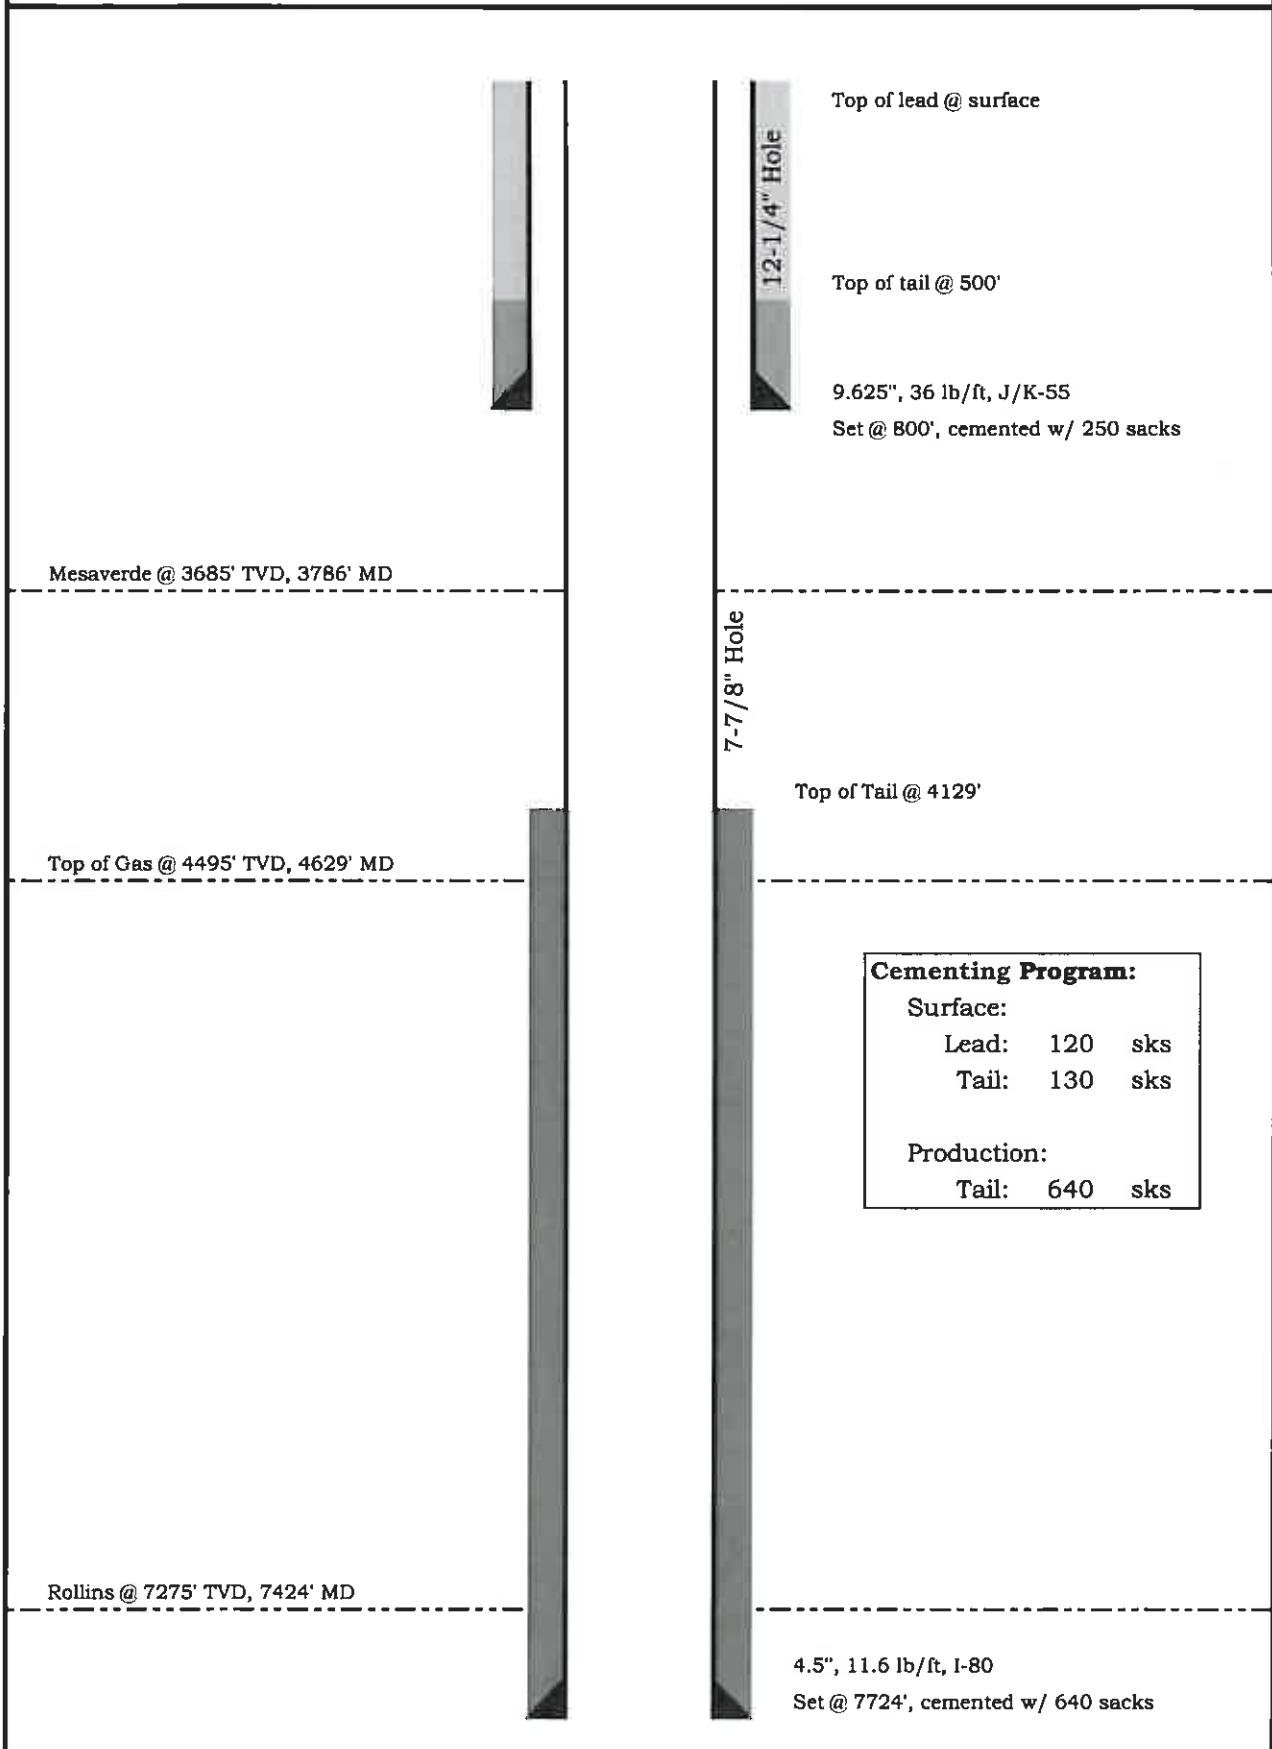 Top of lead @ surface
12-1/4" Hole
Top of tail @ 500'
9.625", 36 lb/ft, J/K-55
Set @ 800', cemented w/ 250 sacks
Mesaverde @ 3685' TVD, 3786' MD
7-7/8" Hole
Top of Tail @ 4129'
Top of Gas @ 4495' TVD, 4629' MD
Cementing Program:
Surface:
Lead: 120 sks
Tail: 130 sks
Production:
Tail: 640 sks
Rollins @ 7275' TVD, 7424' MD
4.5", 11.6 lb/ft, I-80
Set @ 7724', cemented w/ 640 sacks